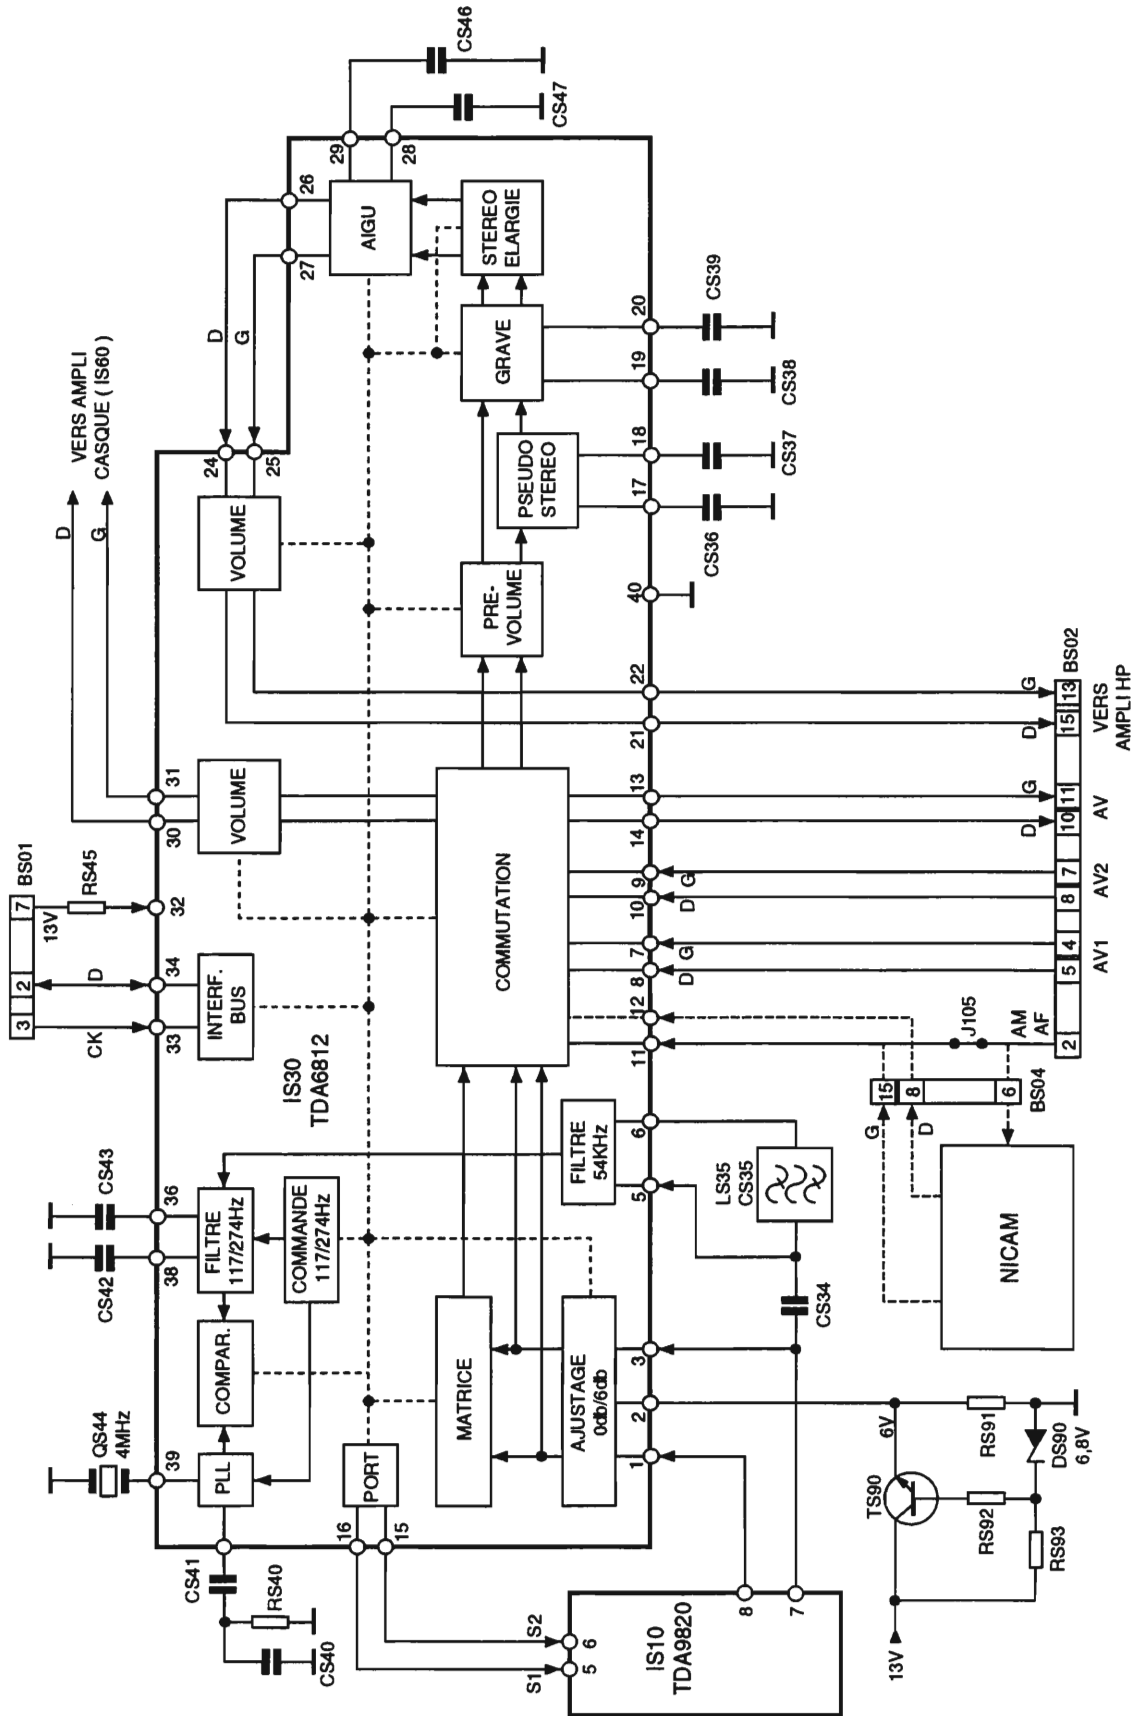 CS46
CS47
29
28
26
27
AIGU
STEREO
ELARGIE
D
G
VERS AMPLI
CASQUE ( IS60 )
D
G
24
25
VOLUME
GRAVE
PSEUDO
STEREO
PRE-
VOLUME
20
19
18
17
40
22
21
CS39
CS38
CS37
CS36
BS01
7
2
3
13V
RS45
D
CK
31
30
32
34
33
VOLUME
INTERF.
BUS
IS30
TDA6812
COMMUTATION
13
14
9
10
7
8
12
11
G
D
G
D
G
D
G
D
BS02
13
15
11
10
7
8
4
5
2
VERS
AMPLI HP
AV
AV2
AV1
AM
AF
J105
15
8
6
BS04
G
D
NICAM
CS43
CS42
36
38
FILTRE
117/274Hz
COMMANDE
117/274Hz
FILTRE
54KHz
6
5
LS35
CS35
CS34
COMPAR.
QS44
4MHz
39
PLL
MATRICE
AJUSTAGE
0db/6db
3
2
1
PORT
16
15
CS41
RS40
CS40
S2
S1
6
5
IS10
TDA9820
8
7
6V
TS90
RS91
RS92
DS90
6,8V
RS93
13V